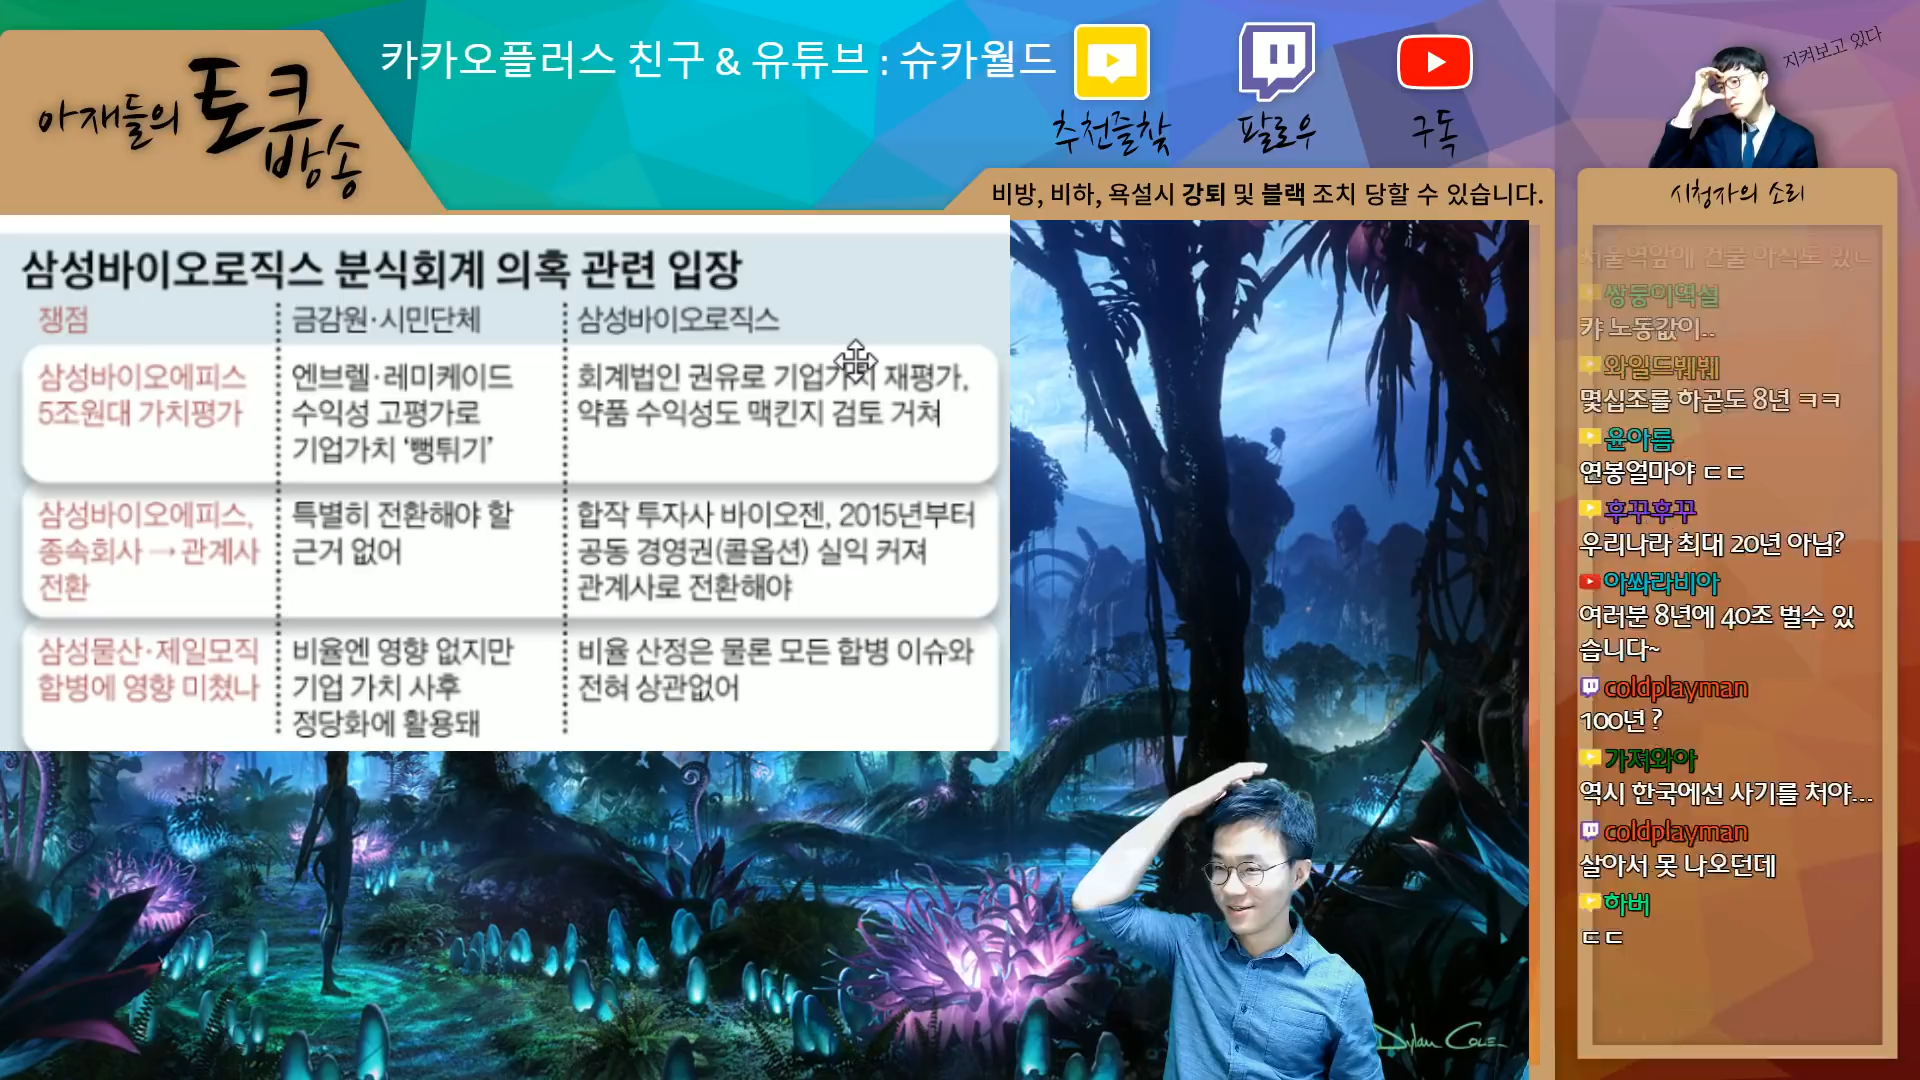 아재들의 토크
방송
카카오플러스 친구 & 유튜브 : 슈카월드
추천즐찾
팔로우
구독
지켜보고 있다
비방, 비하, 욕설시 강퇴 및 블랙 조치 당할 수 있습니다.
삼성바이오로직스 분식회계 의혹 관련 입장
쟁점
금감원·시민단체
삼성바이오로직스
삼성바이오에피스
5조원대 가치평가
엔브렐·레미케이드
수익성 고평가로
기업가치 ‘뻥튀기’
회계법인 권유로 재평가,
약품 수익성도 맥킨지 검토 거쳐
삼성바이오에피스,
종속회사 → 관계사
전환
특별히 전환해야 할
근거 없어
합작 투자사 바이오젠, 2015년부터
공동 경영권(콜옵션) 실익 커져
관계사로 전환해야
삼성물산·제일모직
합병에 영향 미쳤나
비율엔 영향 없지만
기업 가치 사후
정당화에 활용돼
비율 산정은 물론 모든 합병 이슈와
전혀 상관없어
Dylan Cole
시청자의 소리
건물 아직도
쌍둥이역설
캬 노동값이..
와일드붸붸
몇십조를 하곧도 8년 ㅋㅋ
윤아름
연봉얼마야 ㄷㄷ
후꾸후꾸
우리나라 최대 20년 아님?
아쏴라비아
여러분 8년에 40조 벌수 있
습니다~
coldplayman
100년 ?
가져와아
역시 한국에선 사기를 처야...
coldplayman
살아서 못 나오던데
하버
ㄷㄷ